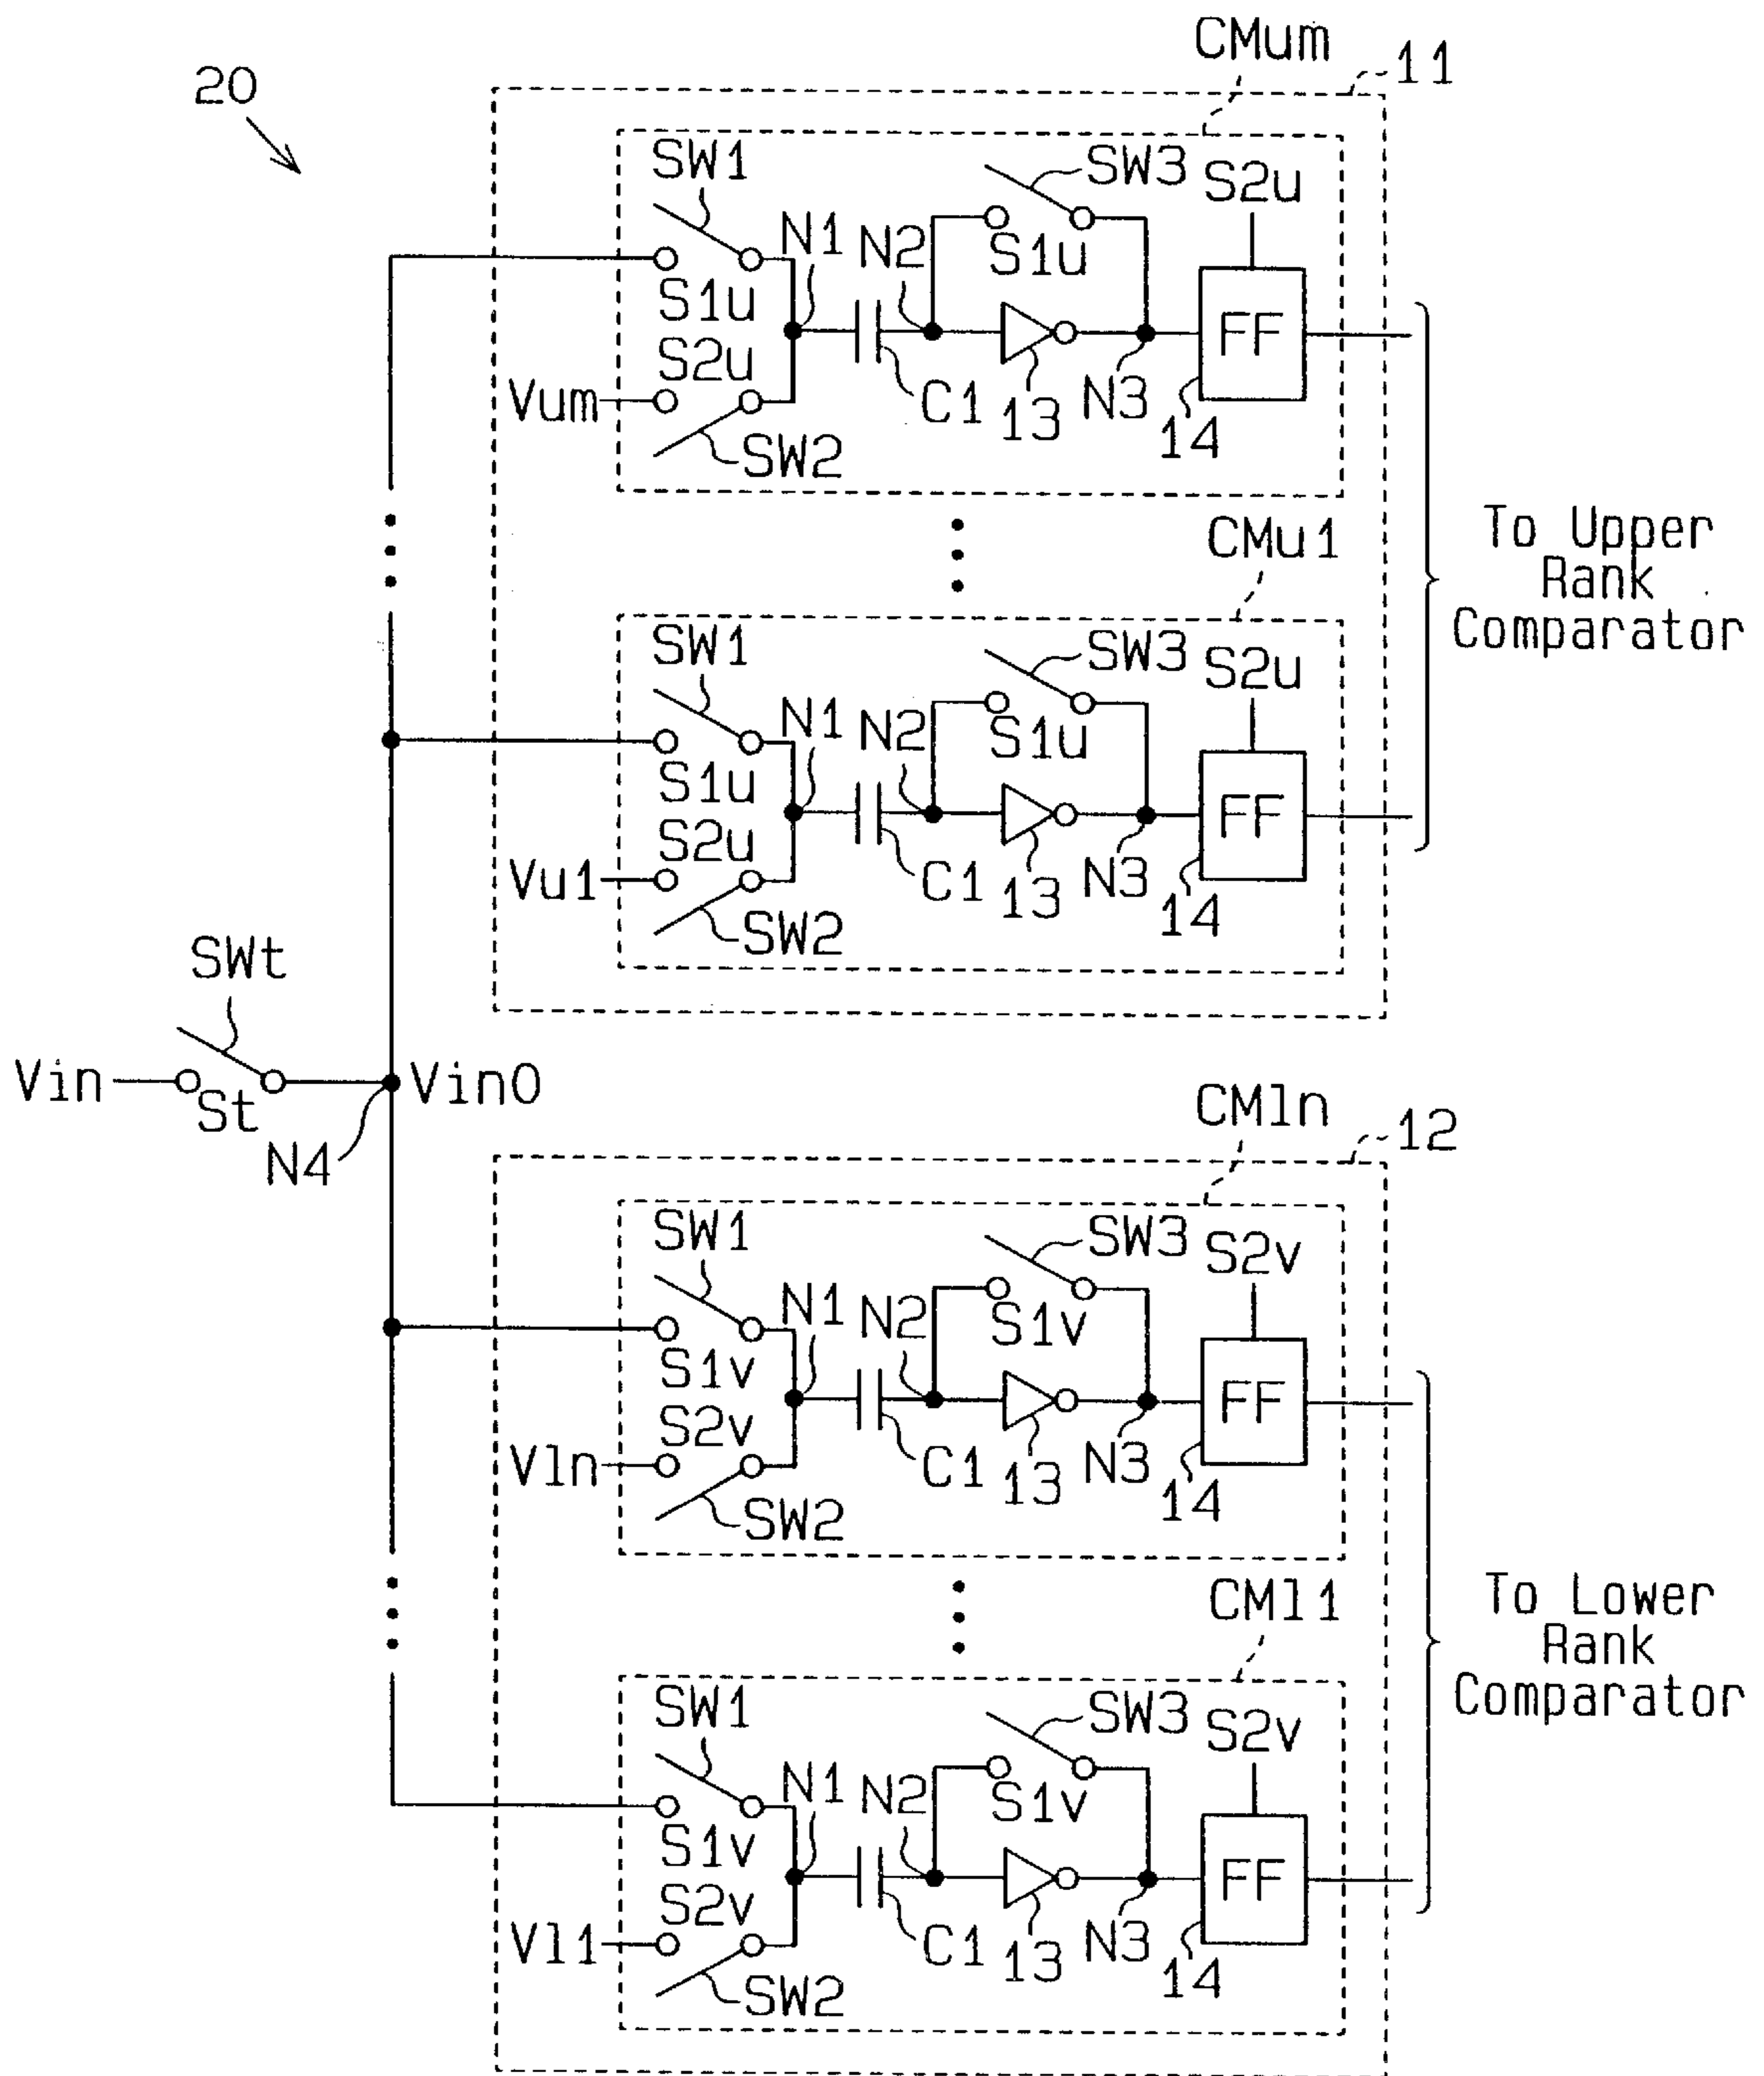 20
CMum
11
SW1
SW3
S2u
N1
N2
S1u
S1u
FF
S2u
Vum
C1
13
N3
14
SW2
CMu1
To Upper
Rank
Comparator
SW1
SW3
S2u
N1
N2
S1u
S1u
FF
S2u
Vu1
C1
13
N3
14
SW2
SWt
Vin
St
Vin0
N4
CMln
12
SW1
SW3
S2v
N1
N2
S1v
S1v
FF
S2v
Vln
C1
13
N3
14
SW2
CMl1
To Lower
Rank
Comparator
SW1
SW3
S2v
N1
N2
S1v
S1v
FF
S2v
Vl1
C1
13
N3
14
SW2